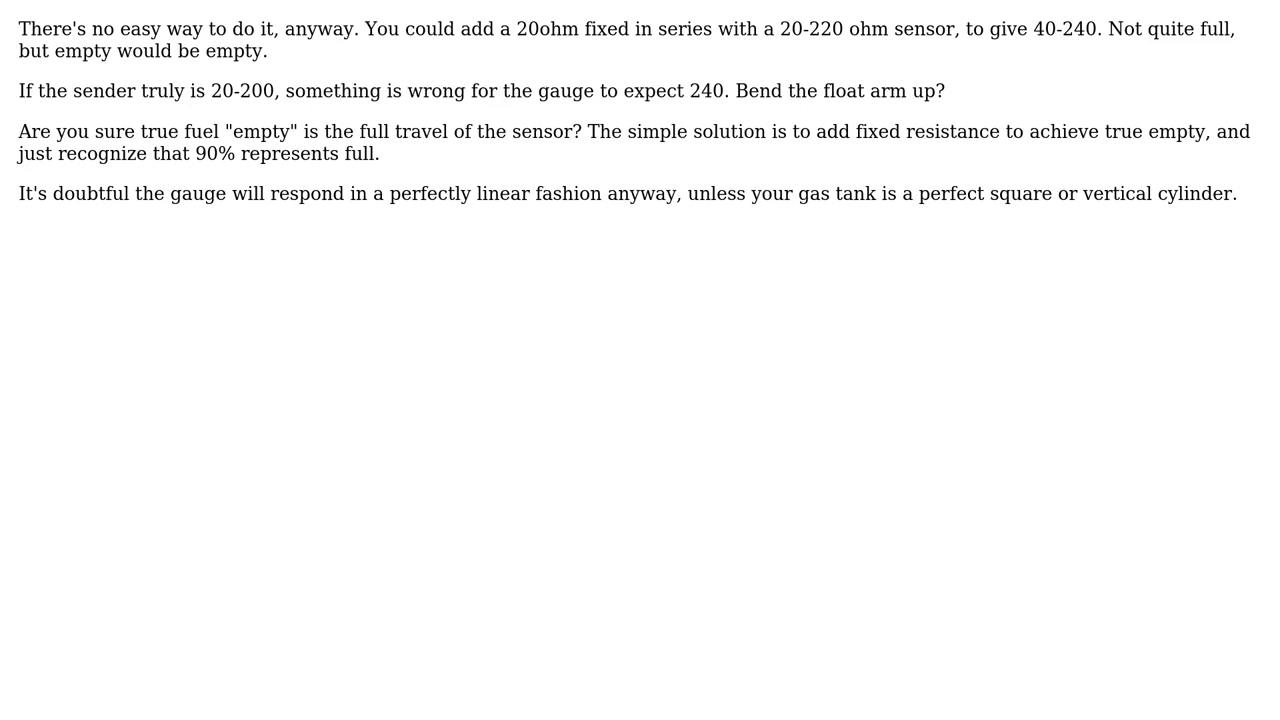 There's no easy way to do it, anyway. You could add a 20ohm fixed in series with a 20-220 ohm sensor, to give 40-240. Not quite full,
but empty would be empty.
If the sender truly is 20-200, something is wrong for the gauge to expect 240. Bend the float arm up?
Are you sure true fuel "empty" is the full travel of the sensor? The simple solution is to add fixed resistance to achieve true empty, and
just recognize that 90% represents full.
It's doubtful the gauge will respond in a perfectly linear fashion anyway, unless your gas tank is a perfect square or vertical cylinder.